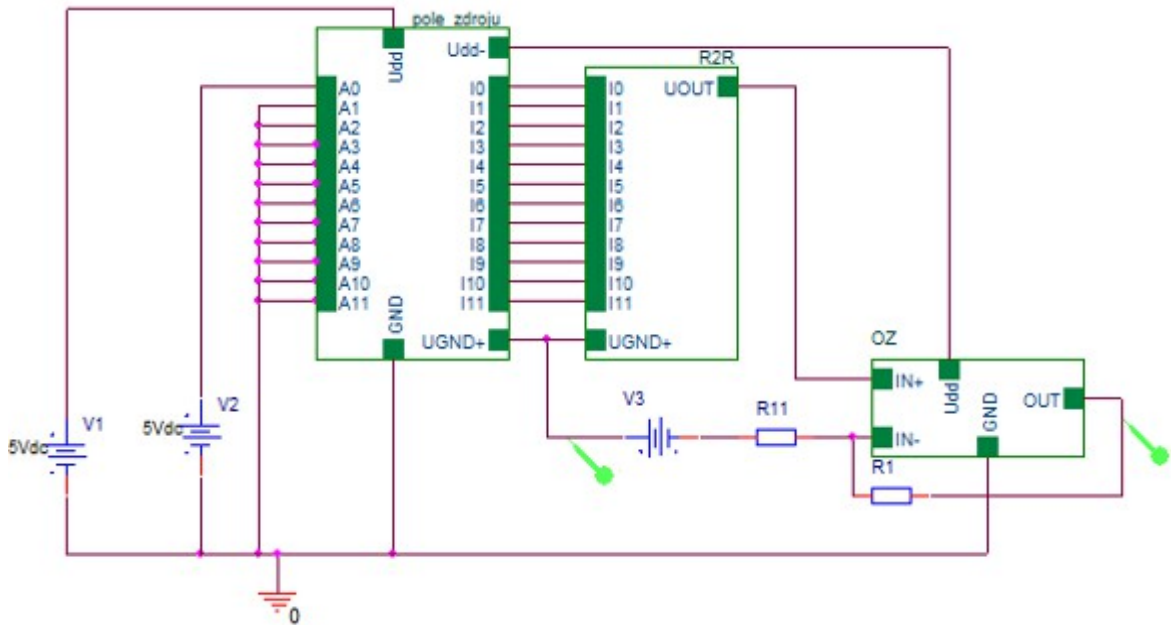 pole zdroju
Udd
Udd-
A0
A1
A2
A3
A4
A5
A6
A7
A8
A9
A10
A11
I0
I1
I2
I3
I4
I5
I6
I7
I8
I9
I10
I11
GND
UGND+
R2R
UOUT
I0
I1
I2
I3
I4
I5
I6
I7
I8
I9
I10
I11
UGND+
OZ
IN+
IN-
Udd
GND
OUT
V1
5Vdc
V2
5Vdc
V3
R11
R1
0